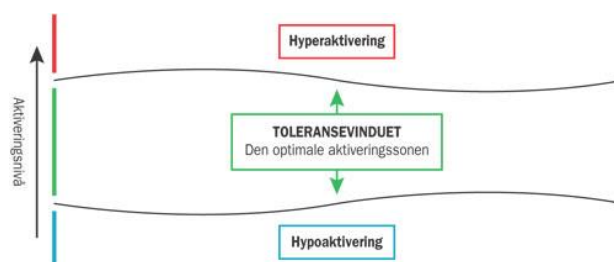 Hyperaktivering
Aktiveringsnivå
TOLERANSEVINDUET
Den optimale aktiveringssonen
Hypoaktivering